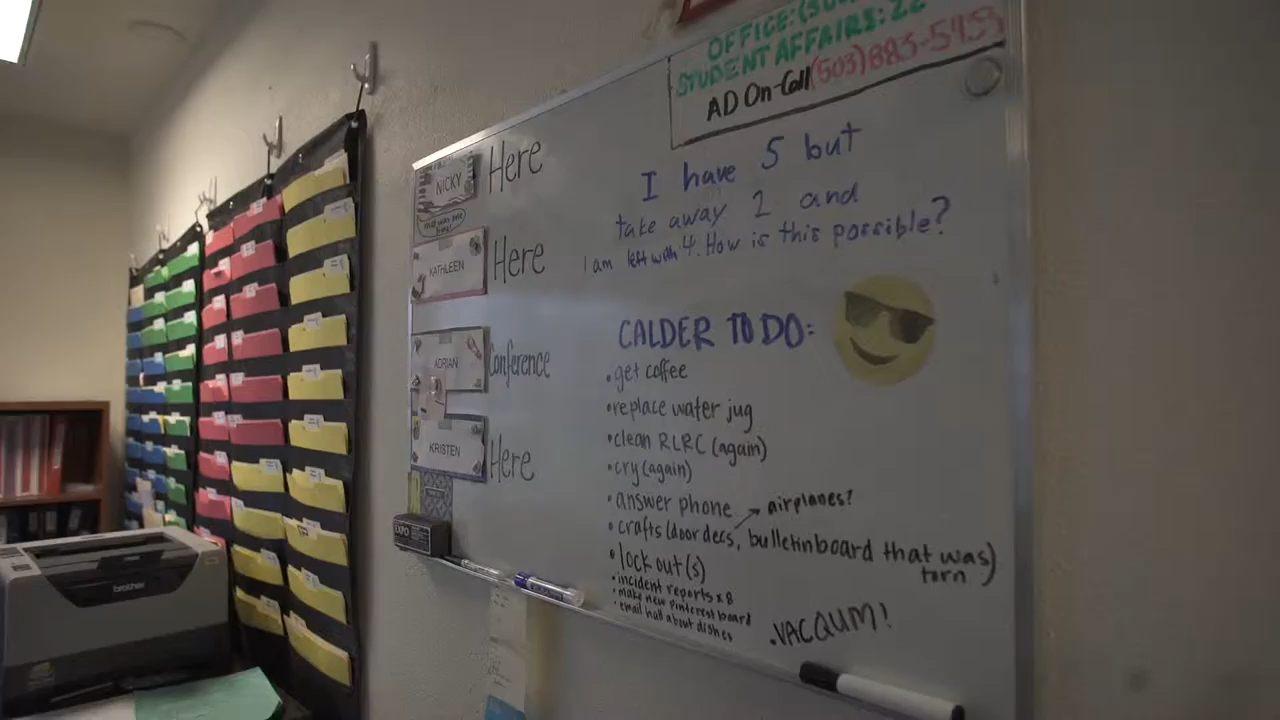 OFFICE:
STUDENT AFFAIRS: 22
AD On-Call (503) 883-5433
NICKY
Here
KATHLEEN
Here
ADRIAN
Conference
KRISTEN
Here
I have 5 but
take away 2 and
I am left with 4. How is this possible?
CALDER TO DO:
•get coffee
•replace water jug
•clean RLRC (again)
•cry (again)
•answer phone
airplanes?
•crafts (door decs, bulletinboard that was)
torn
•lock out(s)
•incident reports x 8
•make new pinterest board
•email hall about dishes
•VACQUM!
EXPO
brother